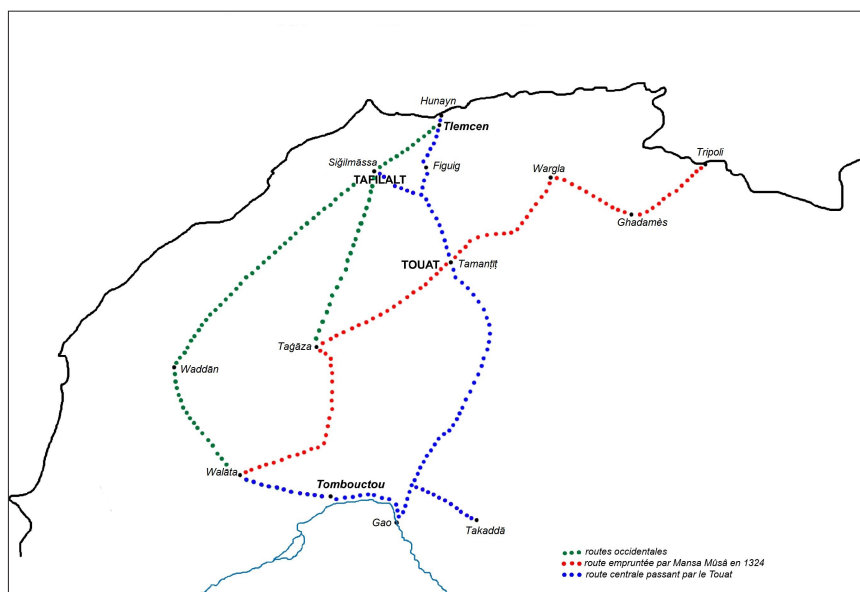 Hunayn
Tlemcen
Tripoli
Siğilmāssa
Figuig
Wargla
TAFILALT
Ghadamès
TOUAT
Tamanṭīṭ
Taġāza
Waddān
Walāta
Tombouctou
Gao
Takaddā
routes occidentales
route empruntée par Mansa Mūsā en 1324
route centrale passant par le Touat